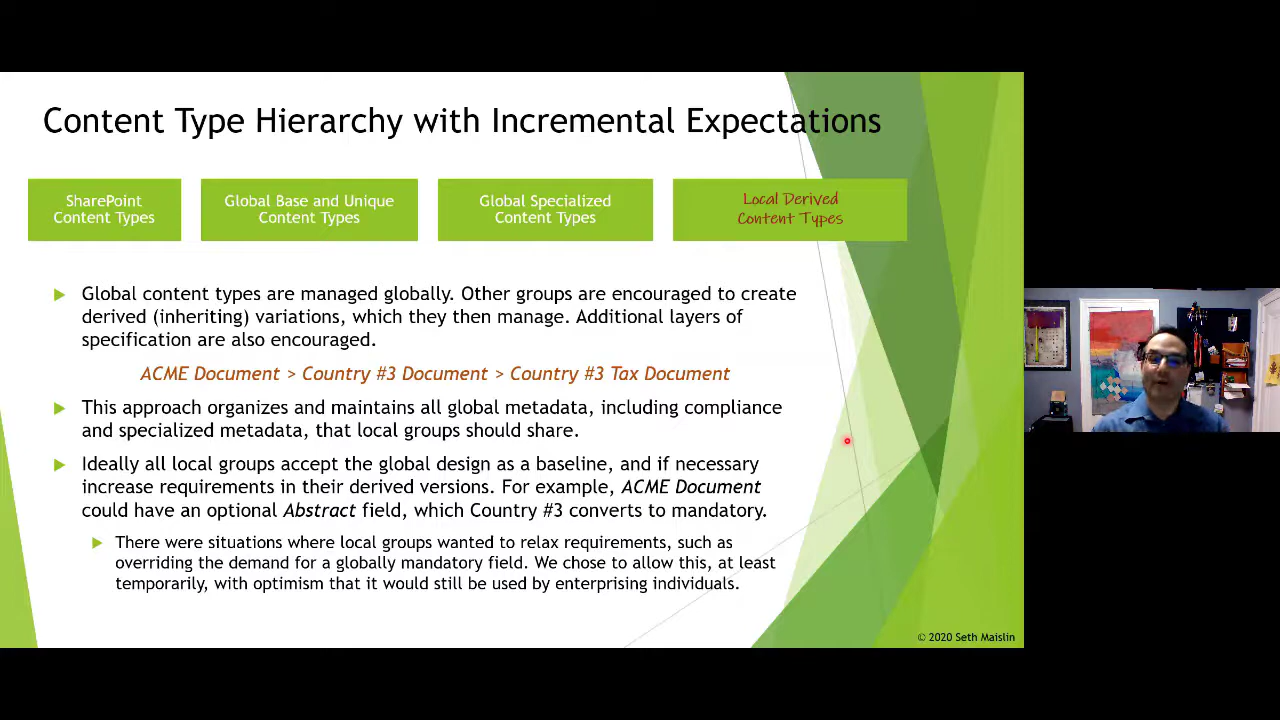 Content Type Hierarchy with Incremental Expectations
SharePoint
Content Types
Global Base and Unique
Content Types
Global Specialized
Content Types
Local Derived
Content Types
Global content types are managed globally. Other groups are encouraged to create
derived (inheriting) variations, which they then manage. Additional layers of
specification are also encouraged.
ACME Document > Country #3 Document > Country #3 Tax Document
This approach organizes and maintains all global metadata, including compliance
and specialized metadata, that local groups should share.
Ideally all local groups accept the global design as a baseline, and if necessary
increase requirements in their derived versions. For example, ACME Document
could have an optional Abstract field, which Country #3 converts to mandatory.
There were situations where local groups wanted to relax requirements, such as
overriding the demand for a globally mandatory field. We chose to allow this, at least
temporarily, with optimism that it would still be used by enterprising individuals.
© 2020 Seth Maislin